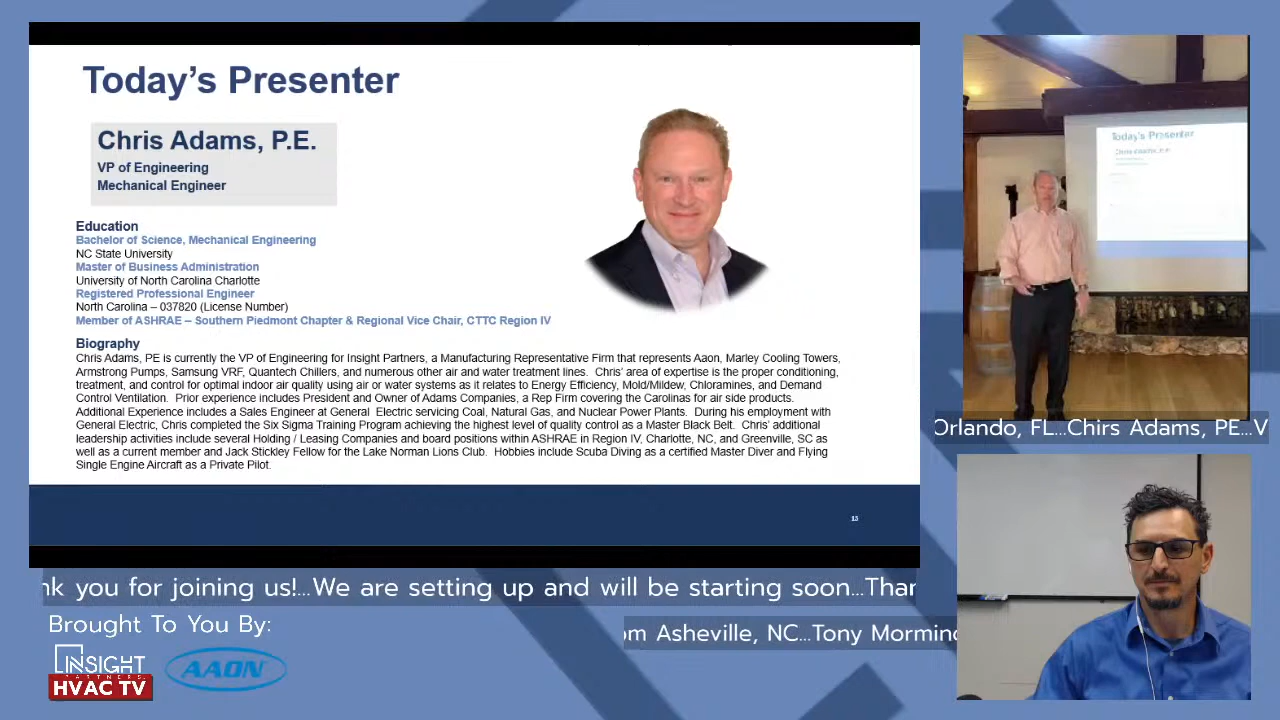 Today's Presenter
Chris Adams, P.E.
VP of Engineering
Mechanical Engineer
Education
Bachelor of Science, Mechanical Engineering
NC State University
Master of Business Administration
University of North Carolina Charlotte
Registered Professional Engineer
North Carolina – 037820 (License Number)
Member of ASHRAE – Southern Piedmont Chapter & Regional Vice Chair, CTTC Region IV
Biography
Chris Adams, PE is currently the VP of Engineering for Insight Partners, a Manufacturing Representative Firm that represents Aaon, Marley Cooling Towers,
Armstrong Pumps, Samsung VRF, Quantech Chillers, and numerous other air and water treatment lines. Chris' area of expertise is the proper conditioning,
treatment, and control for optimal indoor air quality using air or water systems as it relates to Energy Efficiency, Mold/Mildew, Chloramines, and Demand
Control Ventilation. Prior experience includes President and Owner of Adams Companies, a Rep Firm covering the Carolinas for air side products.
Additional Experience includes a Sales Engineer at General Electric servicing Coal, Natural Gas, and Nuclear Power Plants. During his employment with
General Electric, Chris completed the Six Sigma Training Program achieving the highest level of quality control as a Master Black Belt. Chris' additional
leadership activities include several Holding / Leasing Companies and board positions within ASHRAE in Region IV, Charlotte, NC, and Greenville, SC as
well as a current member and Jack Stickley Fellow for the Lake Norman Lions Club. Hobbies include Scuba Diving as a certified Master Diver and Flying
Single Engine Aircraft as a Private Pilot.
13
Today's Presenter
Orlando, FL...Chirs Adams, PE...V
nk you for joining us!...We are setting up and will be starting soon...Than
Brought To You By:
om Asheville, NC...Tony Mormino
INSIGHT
PARTNERS
HVAC TV
AAON